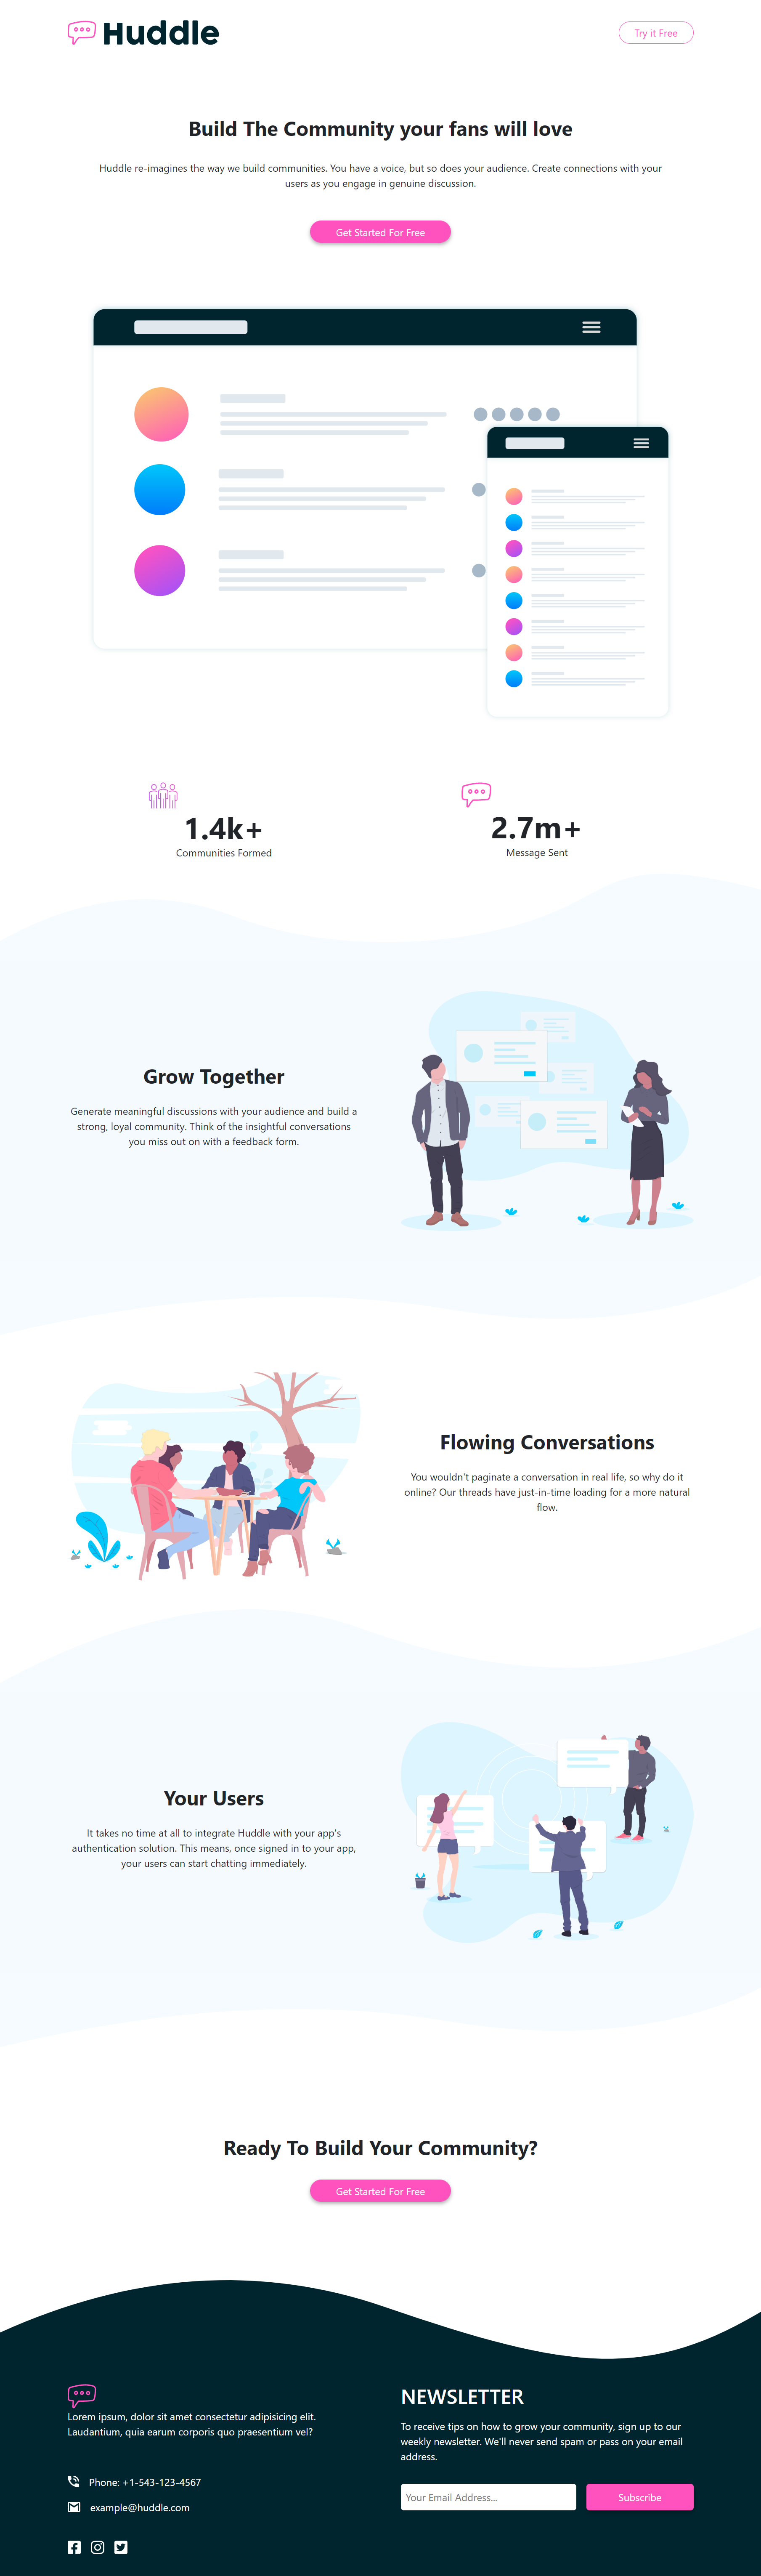 Huddle
Try it Free
Build The Community your fans will love
Huddle re-imagines the way we build communities. You have a voice, but so does your audience. Create connections with your
users as you engage in genuine discussion.
Get Started For Free
1.4k+
Communities Formed
2.7m+
Message Sent
Grow Together
Generate meaningful discussions with your audience and build a
strong, loyal community. Think of the insightful conversations
you miss out on with a feedback form.
Flowing Conversations
You wouldn't paginate a conversation in real life, so why do it
online? Our threads have just-in-time loading for a more natural
flow.
Your Users
It takes no time at all to integrate Huddle with your app's
authentication solution. This means, once signed in to your app,
your users can start chatting immediately.
Ready To Build Your Community?
Get Started For Free
Lorem ipsum, dolor sit amet consectetur adipisicing elit.
Laudantium, quia earum corporis quo praesentium vel?
Phone: +1-543-123-4567
example@huddle.com
NEWSLETTER
To receive tips on how to grow your community, sign up to our
weekly newsletter. We'll never send spam or pass on your email
address.
Your Email Address...
Subscribe